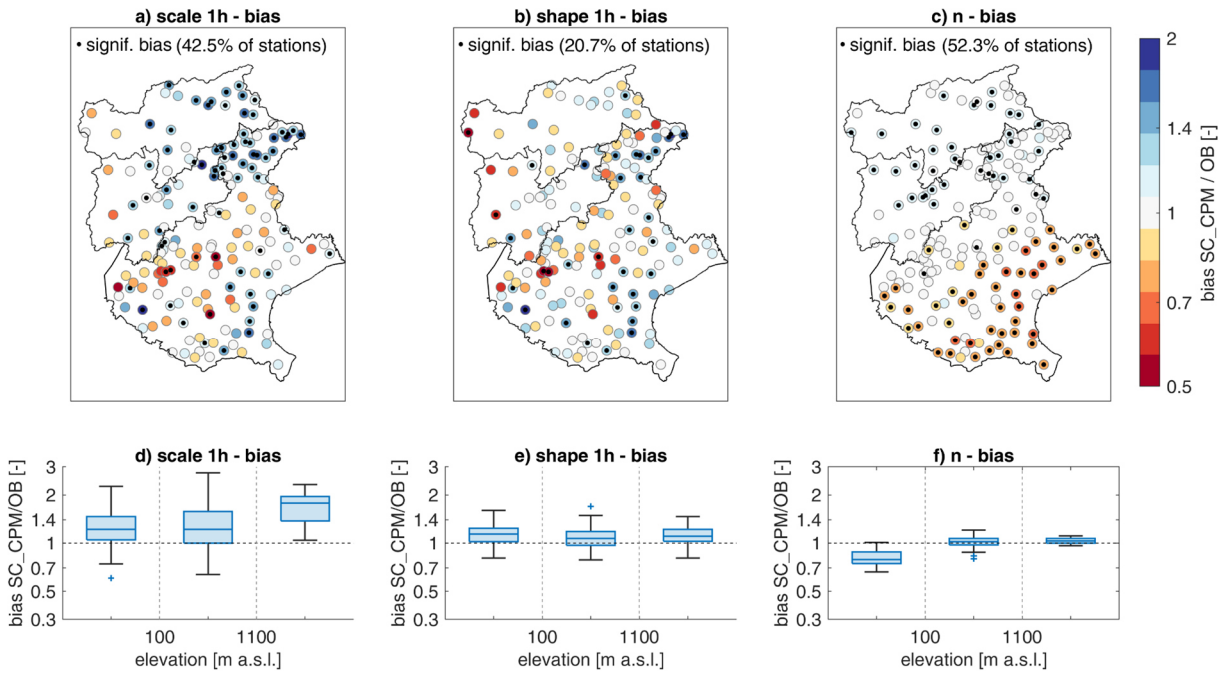 a) scale 1h - bias
b) shape 1h - bias
c) n - bias
• signif. bias (42.5% of stations)
• signif. bias (20.7% of stations)
• signif. bias (52.3% of stations)
2
1.4
1
0.7
0.5
bias SC_CPM / OB [-]
d) scale 1h - bias
e) shape 1h - bias
f) n - bias
bias SC_CPM/OB [-]
3
2
1.4
1
0.7
0.5
0.3
100
1100
elevation [m a.s.l.]
bias SC_CPM/OB [-]
3
2
1.4
1
0.7
0.5
0.3
100
1100
elevation [m a.s.l.]
bias SC_CPM/OB [-]
3
2
1.4
1
0.7
0.5
0.3
100
1100
elevation [m a.s.l.]